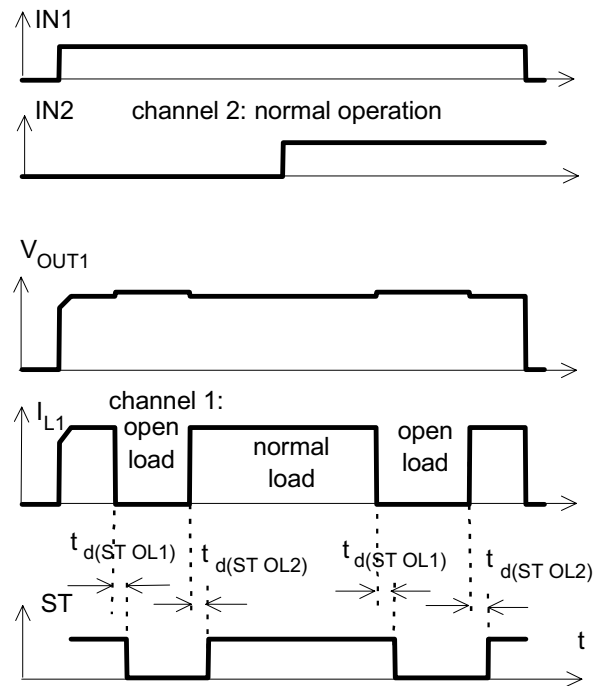 IN1
IN2 channel 2: normal operation
VOUT1
IL1 channel 1:
open load
normal load
open load
td(ST OL1) td(ST OL2) td(ST OL1) td(ST OL2)
ST
t